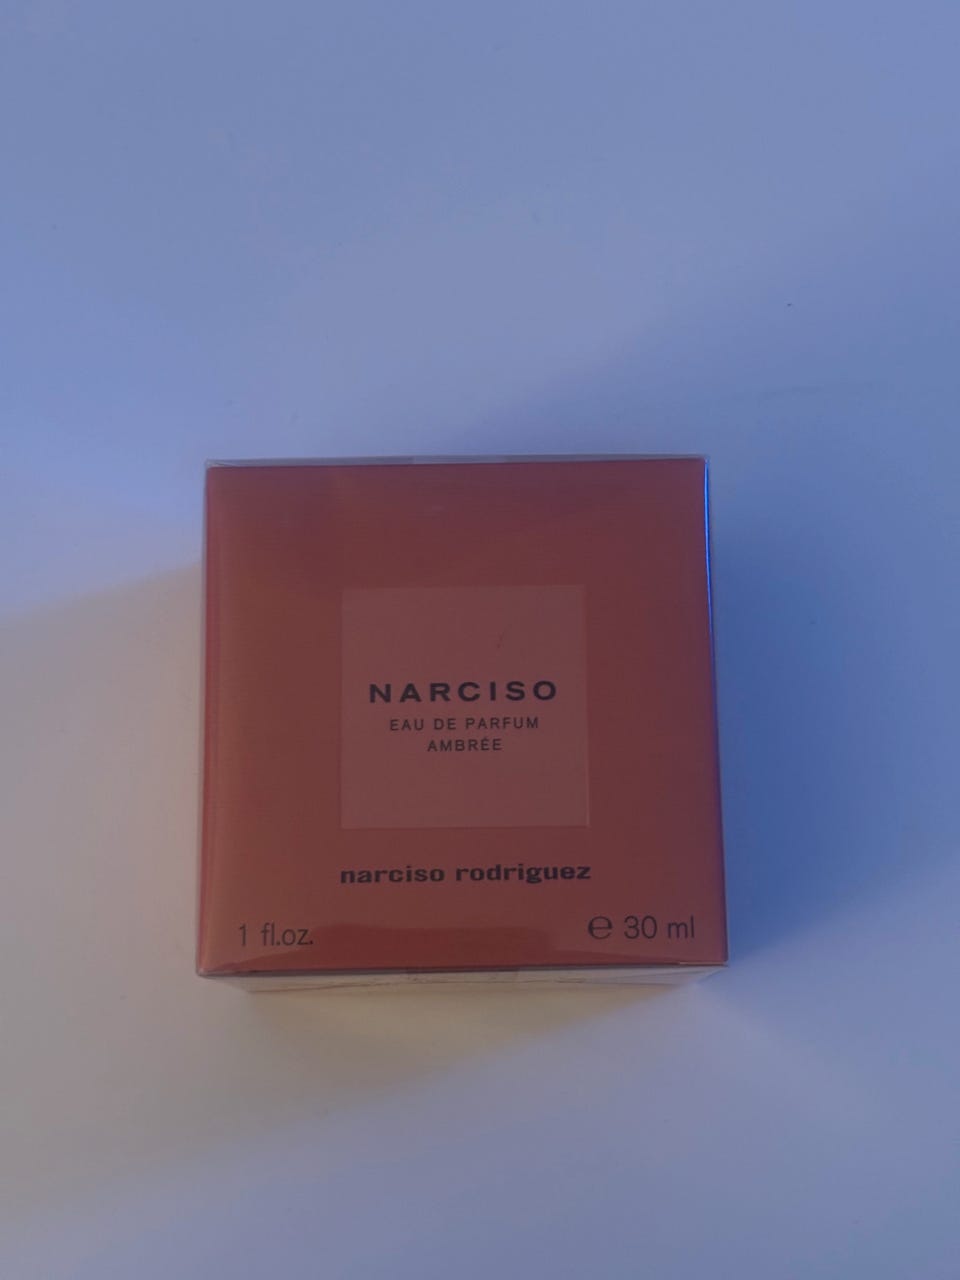 NARCISO
EAU DE PARFUM
AMBRÉE
narciso rodriguez
1 fl.oz.
℮ 30 ml